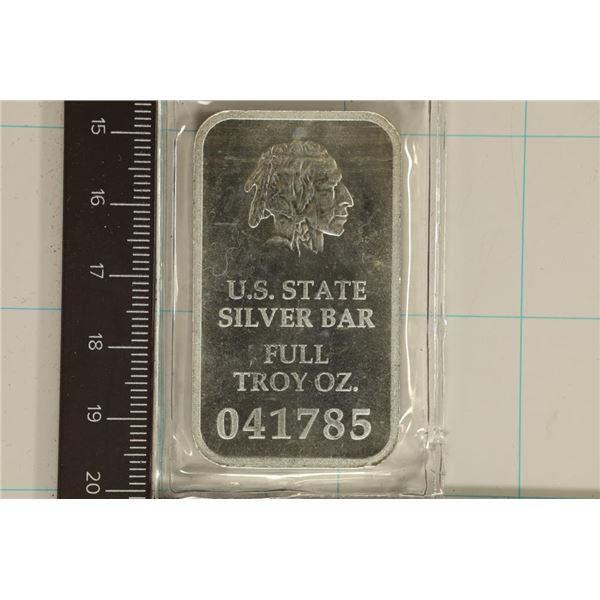 15
16
17
18
19
20
U.S. STATE
SILVER BAR
FULL
TROY OZ.
041785